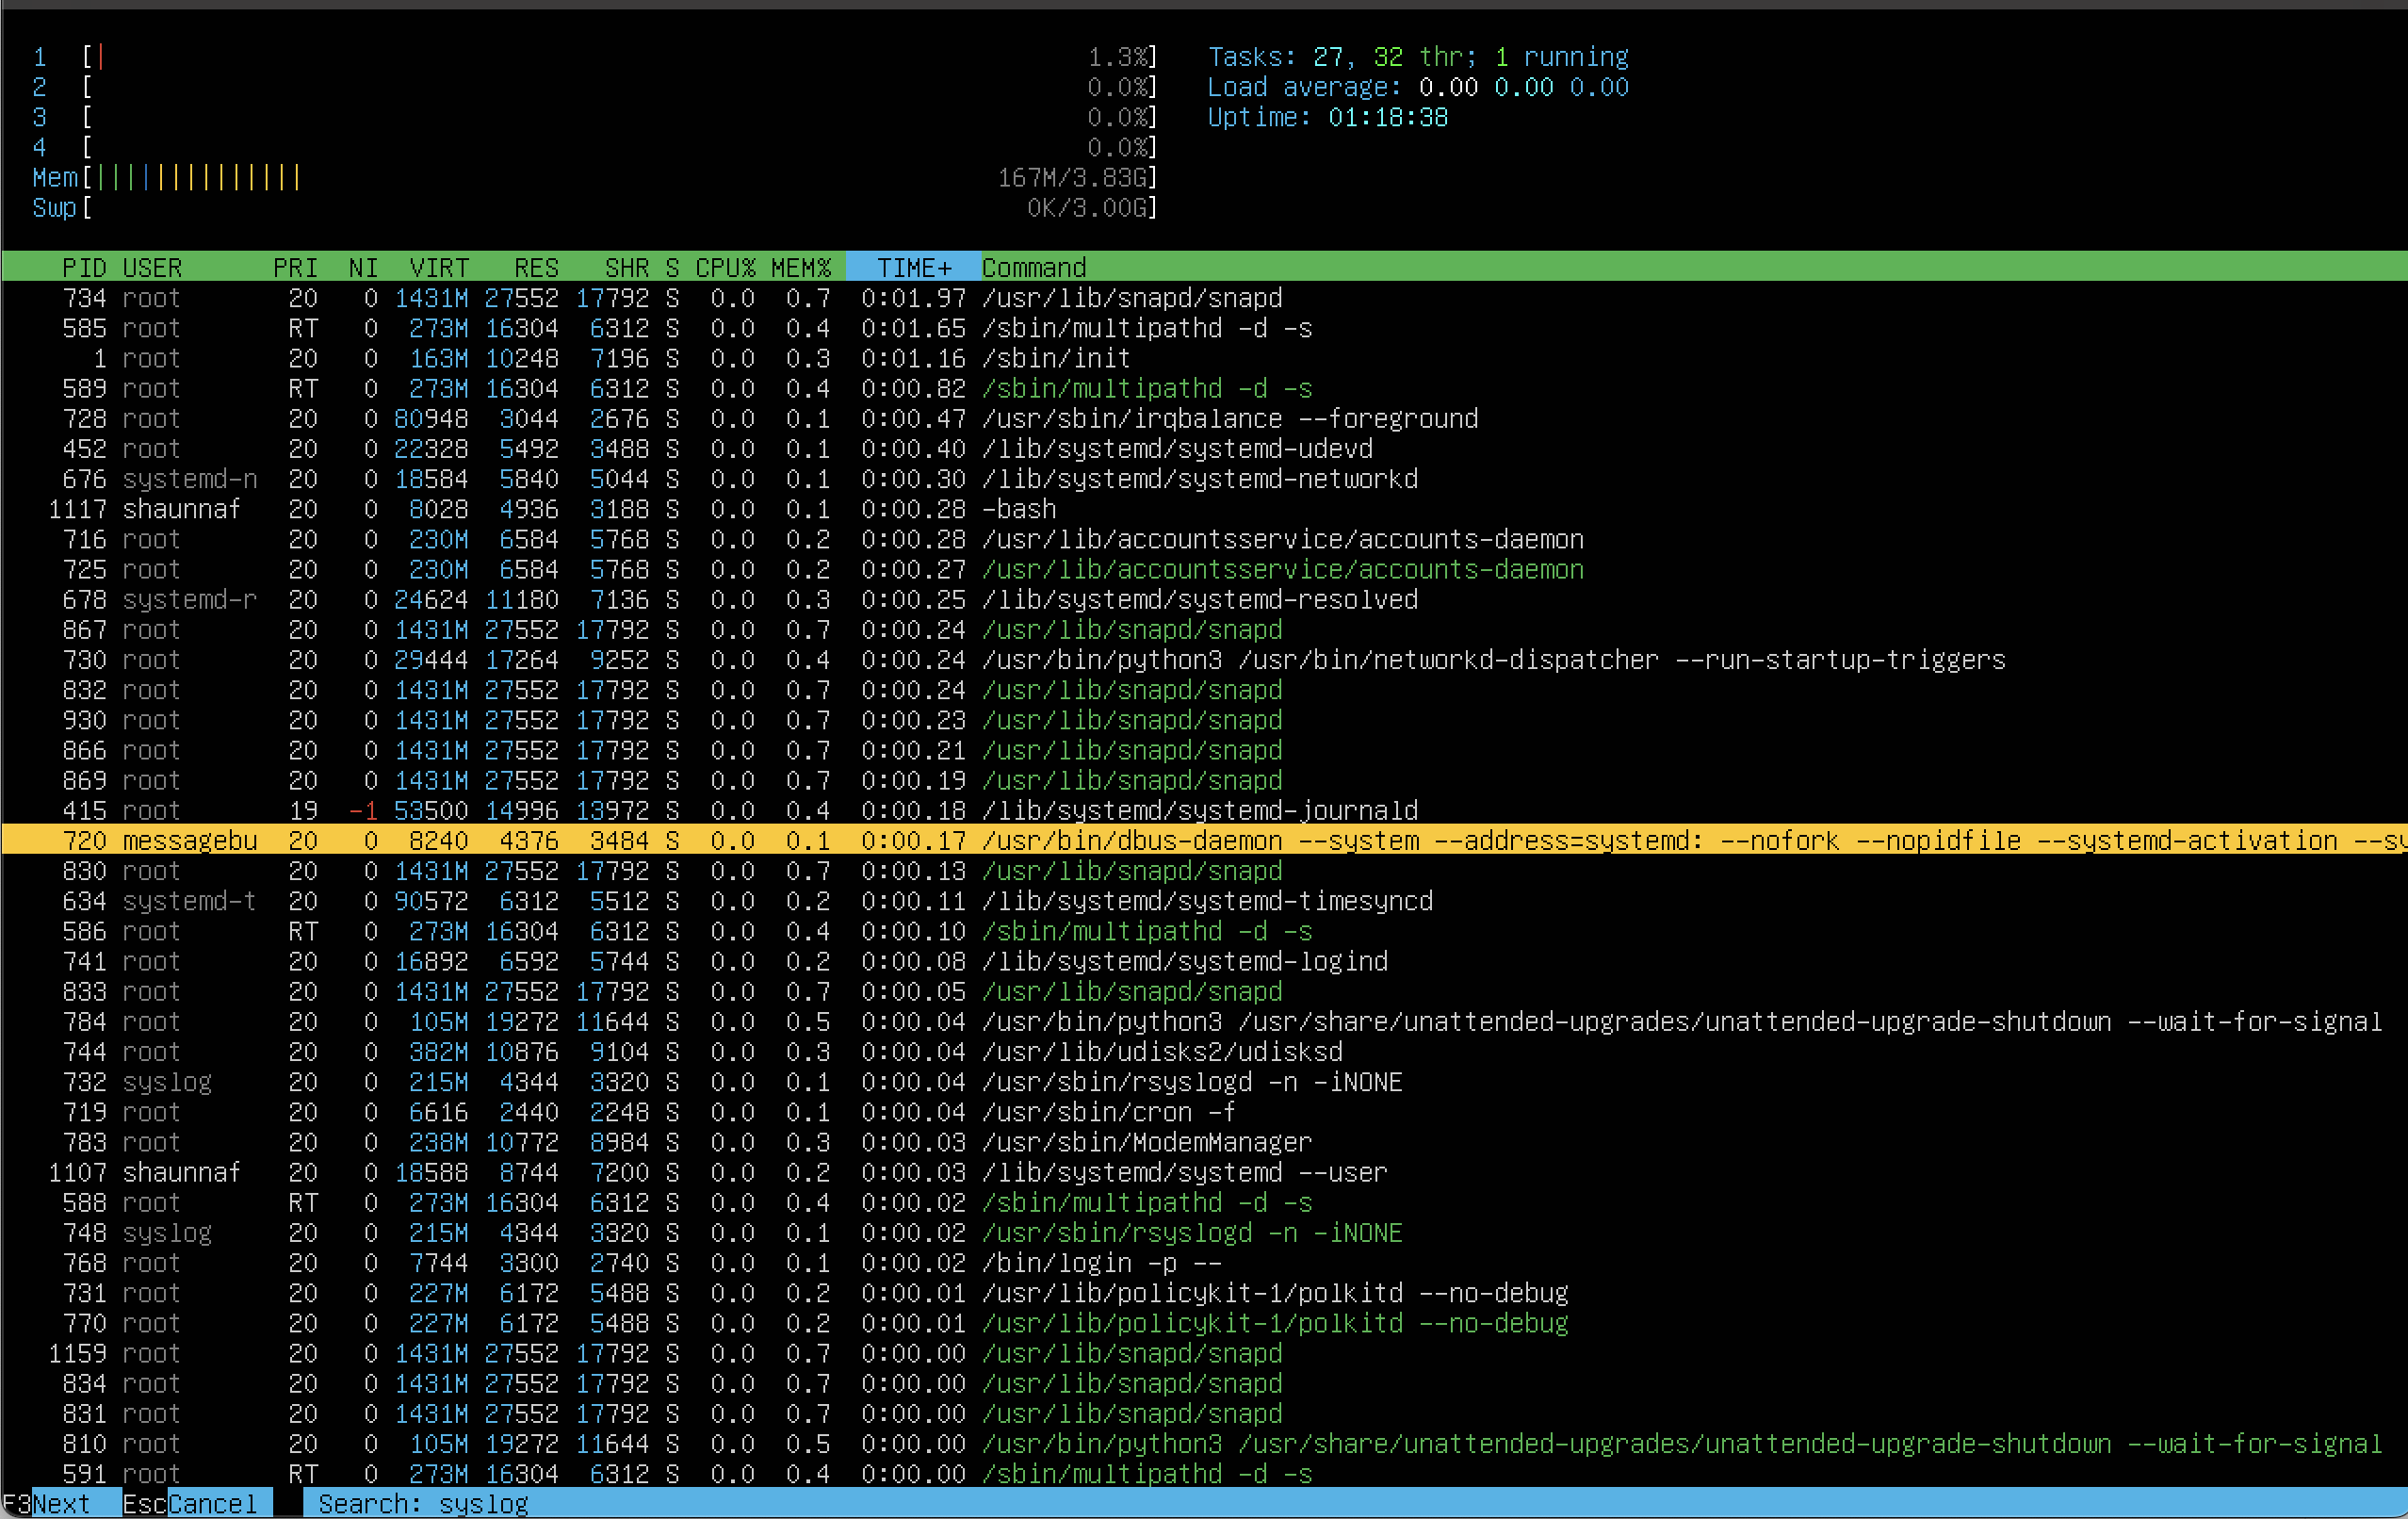 1 [| 1.3%] Tasks: 27, 32 thr; 1 running
2 [ 0.0%] Load average: 0.00 0.00 0.00
3 [ 0.0%] Uptime: 01:18:38
4 [ 0.0%]
Mem[|||||||||||||| 167M/3.83G]
Swp[ 0K/3.00G]
PID USER PRI NI VIRT RES SHR S CPU% MEM% TIME+ Command
734 root 20 0 1431M 27552 17792 S 0.0 0.7 0:01.97 /usr/lib/snapd/snapd
585 root RT 0 273M 16304 6312 S 0.0 0.4 0:01.65 /sbin/multipathd -d -s
1 root 20 0 163M 10248 7196 S 0.0 0.3 0:01.16 /sbin/init
589 root RT 0 273M 16304 6312 S 0.0 0.4 0:00.82 /sbin/multipathd -d -s
728 root 20 0 80948 3044 2676 S 0.0 0.1 0:00.47 /usr/sbin/irqbalance --foreground
452 root 20 0 22328 5492 3488 S 0.0 0.1 0:00.40 /lib/systemd/systemd-udevd
676 systemd-n 20 0 18584 5840 5044 S 0.0 0.1 0:00.30 /lib/systemd/systemd-networkd
1117 shaunnaf 20 0 8028 4936 3188 S 0.0 0.1 0:00.28 -bash
716 root 20 0 230M 6584 5768 S 0.0 0.2 0:00.28 /usr/lib/accountsservice/accounts-daemon
725 root 20 0 230M 6584 5768 S 0.0 0.2 0:00.27 /usr/lib/accountsservice/accounts-daemon
678 systemd-r 20 0 24624 11180 7136 S 0.0 0.3 0:00.25 /lib/systemd/systemd-resolved
867 root 20 0 1431M 27552 17792 S 0.0 0.7 0:00.24 /usr/lib/snapd/snapd
730 root 20 0 29444 17264 9252 S 0.0 0.4 0:00.24 /usr/bin/python3 /usr/bin/networkd-dispatcher --run-startup-triggers
832 root 20 0 1431M 27552 17792 S 0.0 0.7 0:00.24 /usr/lib/snapd/snapd
930 root 20 0 1431M 27552 17792 S 0.0 0.7 0:00.23 /usr/lib/snapd/snapd
866 root 20 0 1431M 27552 17792 S 0.0 0.7 0:00.21 /usr/lib/snapd/snapd
869 root 20 0 1431M 27552 17792 S 0.0 0.7 0:00.19 /usr/lib/snapd/snapd
415 root 19 -1 53500 14996 13972 S 0.0 0.4 0:00.18 /lib/systemd/systemd-journald
720 messagebu 20 0 8240 4376 3484 S 0.0 0.1 0:00.17 /usr/bin/dbus-daemon --system --address=systemd: --nofork --nopidfile --systemd-activation --sy
830 root 20 0 1431M 27552 17792 S 0.0 0.7 0:00.13 /usr/lib/snapd/snapd
634 systemd-t 20 0 90572 6312 5512 S 0.0 0.2 0:00.11 /lib/systemd/systemd-timesyncd
586 root RT 0 273M 16304 6312 S 0.0 0.4 0:00.10 /sbin/multipathd -d -s
741 root 20 0 16892 6592 5744 S 0.0 0.2 0:00.08 /lib/systemd/systemd-logind
833 root 20 0 1431M 27552 17792 S 0.0 0.7 0:00.05 /usr/lib/snapd/snapd
784 root 20 0 105M 19272 11644 S 0.0 0.5 0:00.04 /usr/bin/python3 /usr/share/unattended-upgrades/unattended-upgrade-shutdown --wait-for-signal
744 root 20 0 382M 10876 9104 S 0.0 0.3 0:00.04 /usr/lib/udisks2/udisksd
732 syslog 20 0 215M 4344 3320 S 0.0 0.1 0:00.04 /usr/sbin/rsyslogd -n -iNONE
719 root 20 0 6616 2440 2248 S 0.0 0.1 0:00.04 /usr/sbin/cron -f
783 root 20 0 238M 10772 8984 S 0.0 0.3 0:00.03 /usr/sbin/ModemManager
1107 shaunnaf 20 0 18588 8744 7200 S 0.0 0.2 0:00.03 /lib/systemd/systemd --user
588 root RT 0 273M 16304 6312 S 0.0 0.4 0:00.02 /sbin/multipathd -d -s
748 syslog 20 0 215M 4344 3320 S 0.0 0.1 0:00.02 /usr/sbin/rsyslogd -n -iNONE
768 root 20 0 7744 3300 2740 S 0.0 0.1 0:00.02 /bin/login -p --
731 root 20 0 227M 6172 5488 S 0.0 0.2 0:00.01 /usr/lib/policykit-1/polkitd --no-debug
770 root 20 0 227M 6172 5488 S 0.0 0.2 0:00.01 /usr/lib/policykit-1/polkitd --no-debug
1159 root 20 0 1431M 27552 17792 S 0.0 0.7 0:00.00 /usr/lib/snapd/snapd
834 root 20 0 1431M 27552 17792 S 0.0 0.7 0:00.00 /usr/lib/snapd/snapd
831 root 20 0 1431M 27552 17792 S 0.0 0.7 0:00.00 /usr/lib/snapd/snapd
810 root 20 0 105M 19272 11644 S 0.0 0.5 0:00.00 /usr/bin/python3 /usr/share/unattended-upgrades/unattended-upgrade-shutdown --wait-for-signal
591 root RT 0 273M 16304 6312 S 0.0 0.4 0:00.00 /sbin/multipathd -d -s
F3Next EscCancel Search: syslog